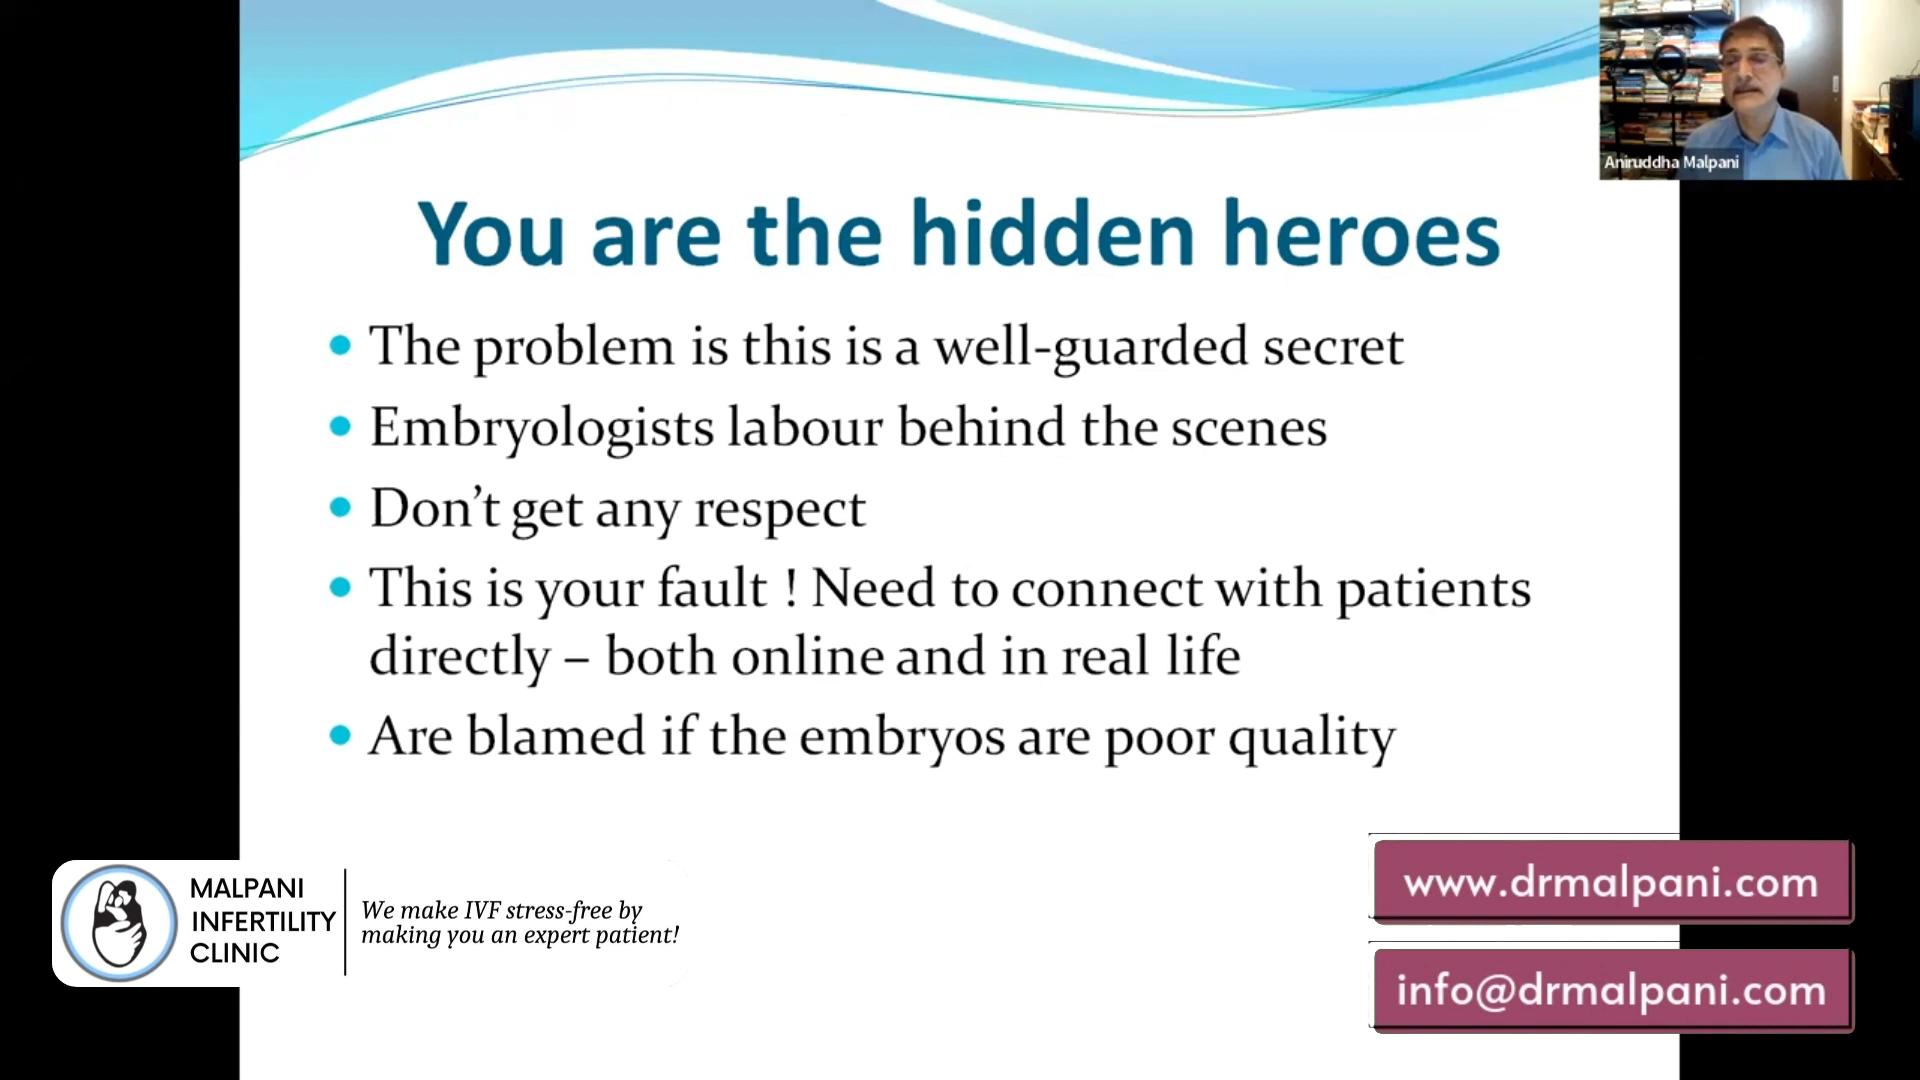 Aniruddha Malpani
You are the hidden heroes
• The problem is this is a well-guarded secret
• Embryologists labour behind the scenes
• Don’t get any respect
• This is your fault ! Need to connect with patients
directly – both online and in real life
• Are blamed if the embryos are poor quality
MALPANI
INFERTILITY
CLINIC
We make IVF stress-free by
making you an expert patient!
www.drmalpani.com
info@drmalpani.com